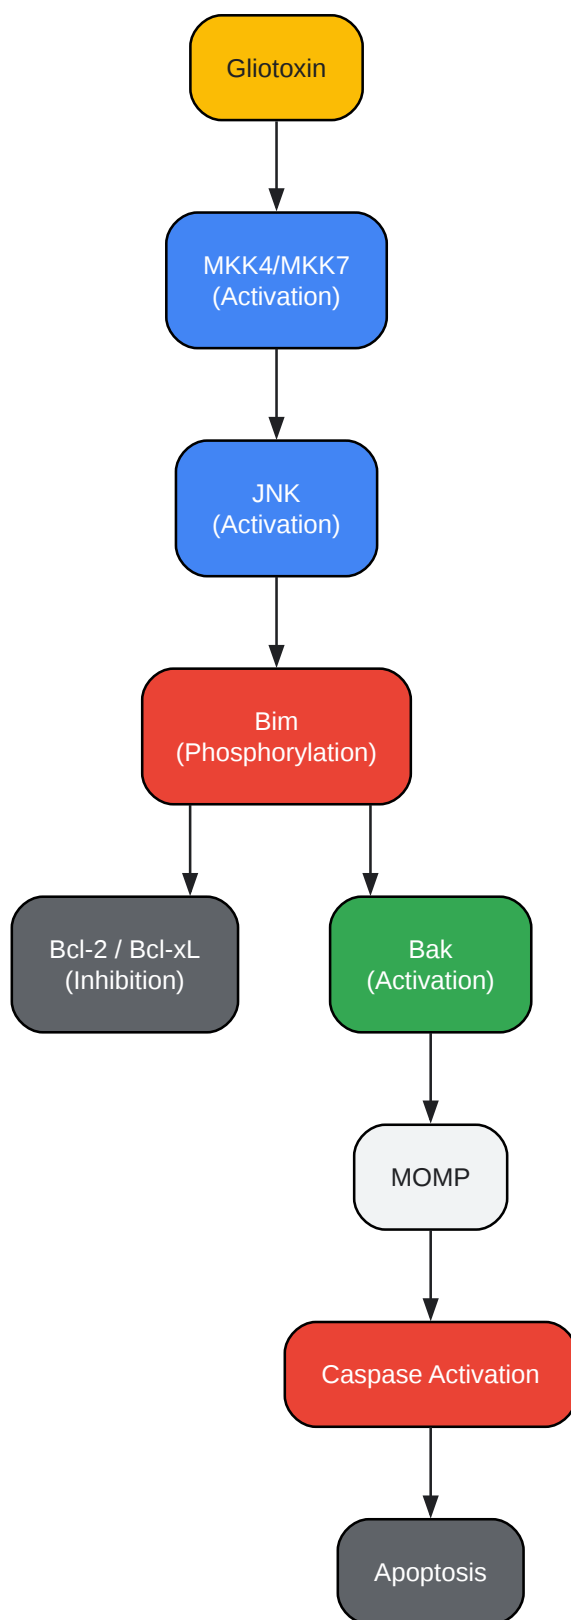 Gliotoxin
MKK4/MKK7
(Activation)
JNK
(Activation)
Bim
(Phosphorylation)
Bcl-2 / Bcl-xL
(Inhibition)
Bak
(Activation)
MOMP
Caspase Activation
Apoptosis